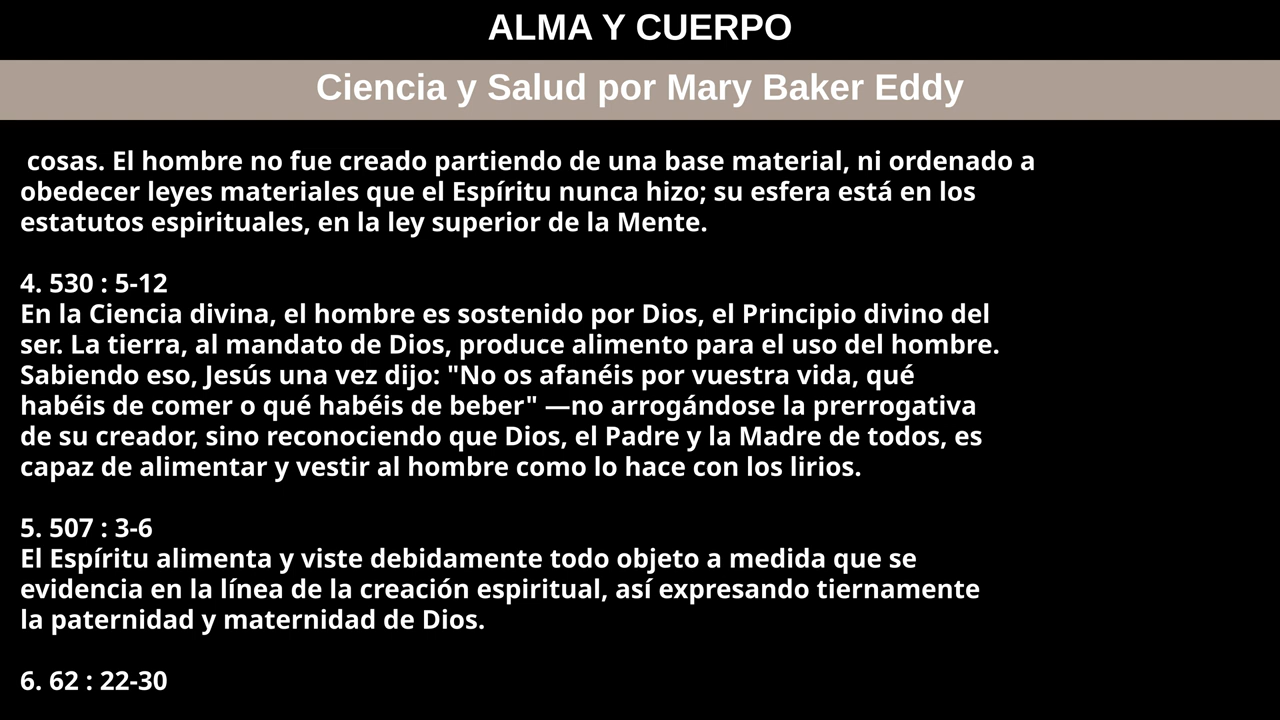 ALMA Y CUERPO
Ciencia y Salud por Mary Baker Eddy
cosas. El hombre no fue creado partiendo de una base material, ni ordenado a
obedecer leyes materiales que el Espíritu nunca hizo; su esfera está en los
estatutos espirituales, en la ley superior de la Mente.
4. 530 : 5-12
En la Ciencia divina, el hombre es sostenido por Dios, el Principio divino del
ser. La tierra, al mandato de Dios, produce alimento para el uso del hombre.
Sabiendo eso, Jesús una vez dijo: "No os afanéis por vuestra vida, qué
habéis de comer o qué habéis de beber" —no arrogándose la prerrogativa
de su creador, sino reconociendo que Dios, el Padre y la Madre de todos, es
capaz de alimentar y vestir al hombre como lo hace con los lirios.
5. 507 : 3-6
El Espíritu alimenta y viste debidamente todo objeto a medida que se
evidencia en la línea de la creación espiritual, así expresando tiernamente
la paternidad y maternidad de Dios.
6. 62 : 22-30